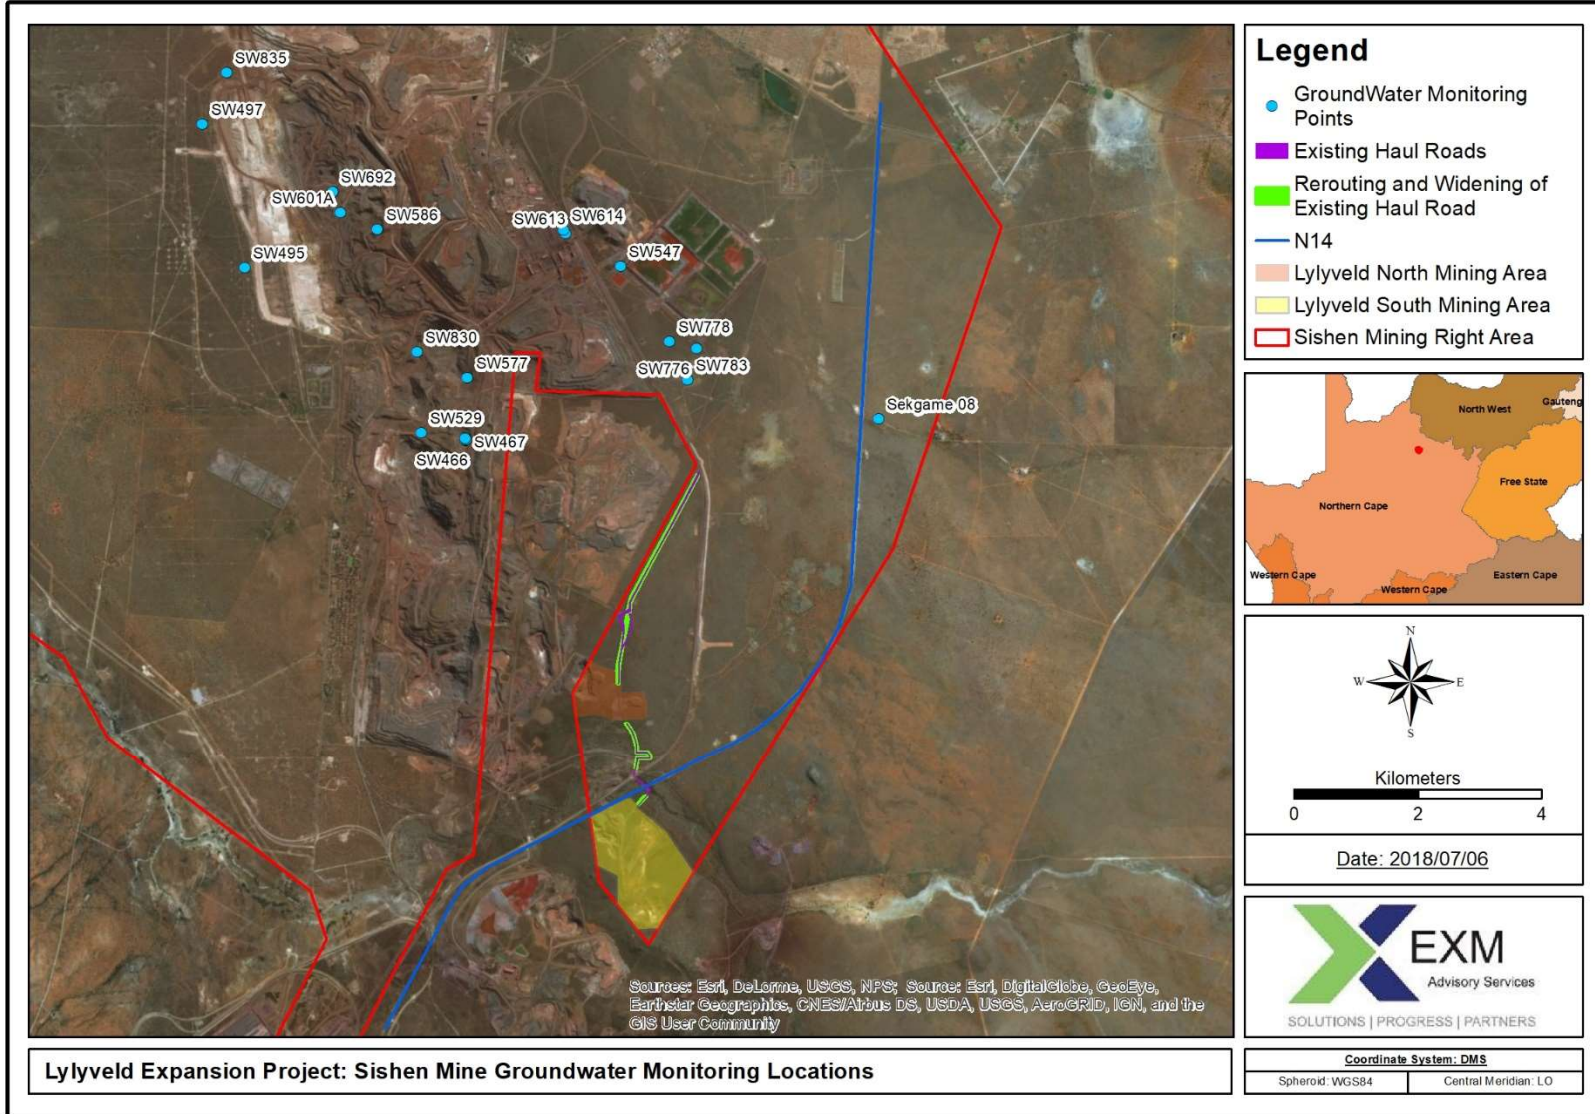 SW835
SW497
SW692
SW601A
SW586
SW613
SW614
SW547
SW495
SW830
SW577
SW778
SW776
SW783
SW529
SW467
SW466
Sekgame 08
Sources: Esri, DeLorme, USGS, NPS; Source: Esri, DigitalGlobe, GeoEye,
Earthstar Geographics, CNES/Airbus DS, USDA, USGS, AeroGRID, IGN, and the
GIS User Community
Lylyveld Expansion Project: Sishen Mine Groundwater Monitoring Locations
Legend
GroundWater Monitoring
Points
Existing Haul Roads
Rerouting and Widening of
Existing Haul Road
N14
Lylyveld North Mining Area
Lylyveld South Mining Area
Sishen Mining Right Area
North West
Gauteng
Free State
Northern Cape
Western Cape
Western Cape
Eastern Cape
N
W
E
S
Kilometers
0 2 4
Date: 2018/07/06
EXM
Advisory Services
SOLUTIONS | PROGRESS | PARTNERS
Coordinate System: DMS
Spheroid: WGS84
Central Meridian: LO